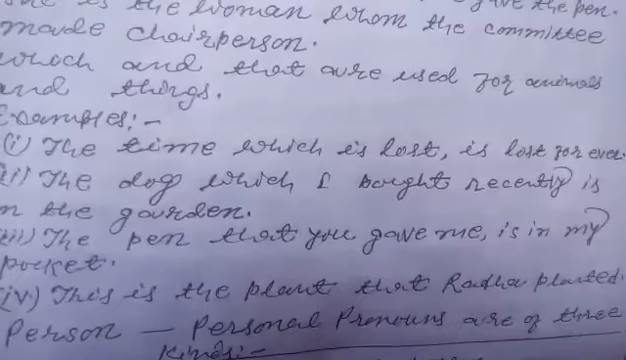 is the woman whom the committee gave the pen.
made chairperson.
which and that are used for animals
and things.
Examples:-
(i) The time which is lost, is lost for ever.
ii) The dog which I bought recently is
n the garden.
iii) The pen that you gave me, is in my
pocket.
(iv) This is the plant that Radha planted.
Person — Personal Pronouns are of three
kinds:-